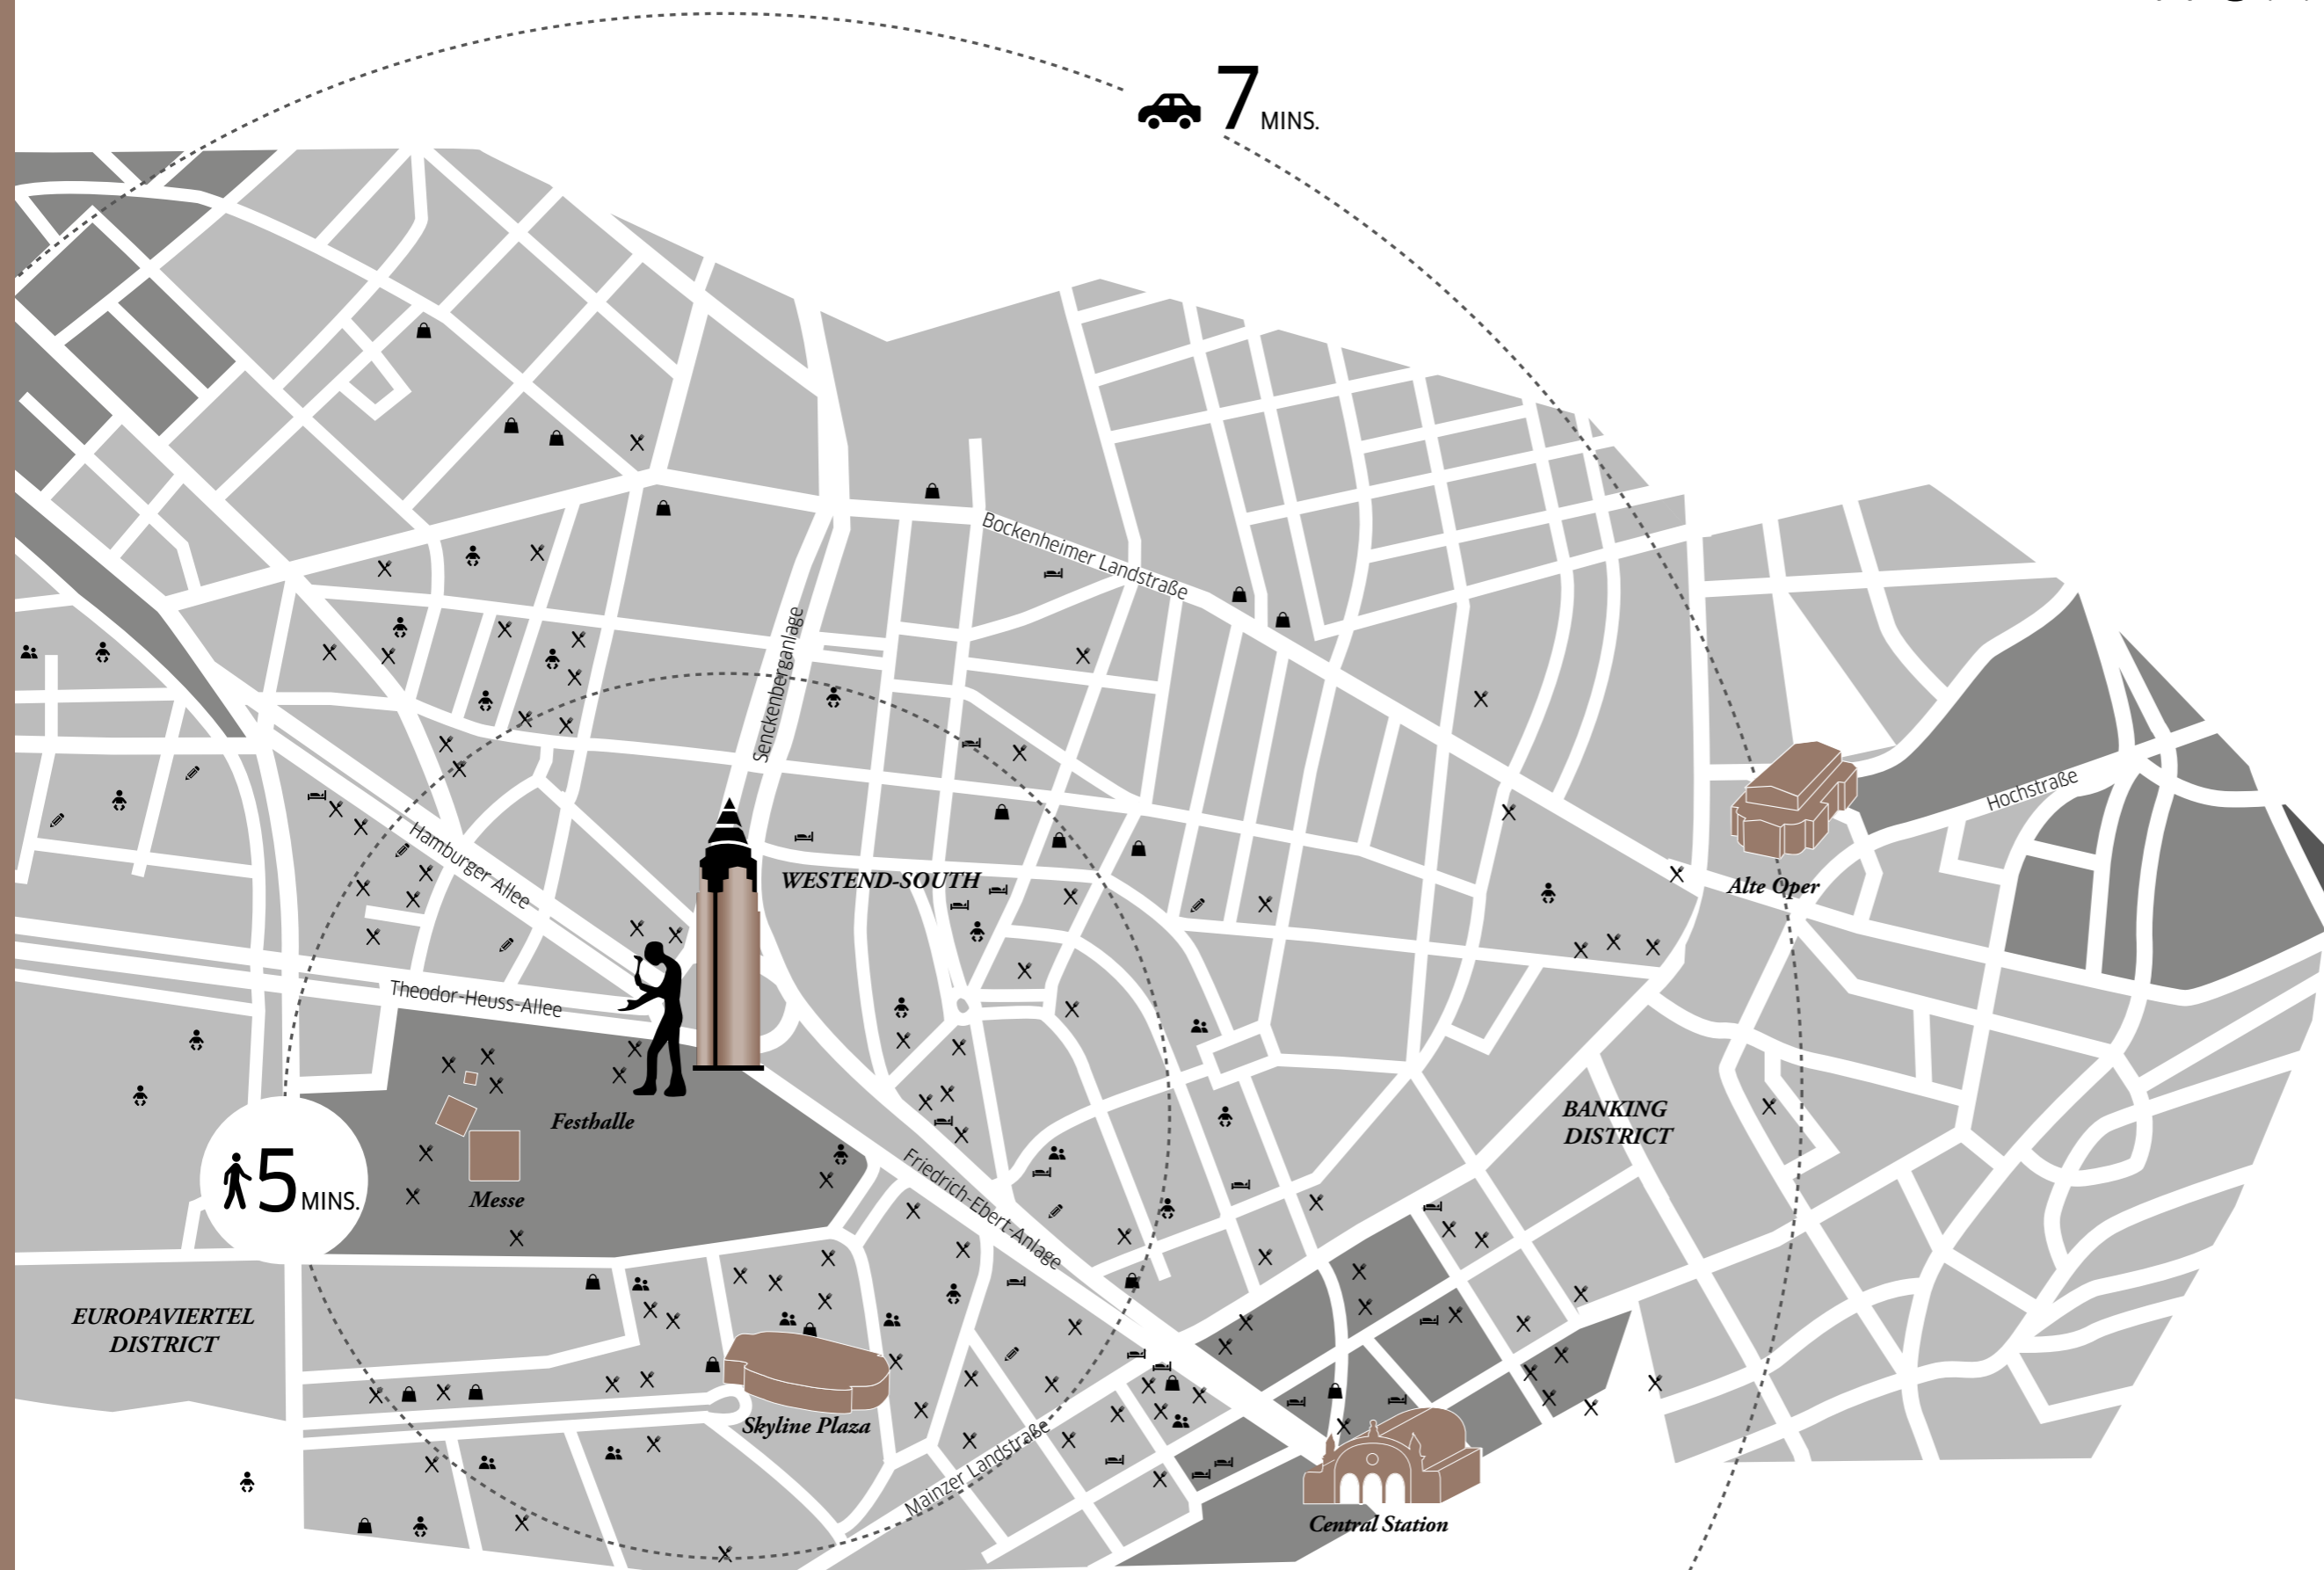 7 MINS.
Bockenheimer Landstraße
Senckenberganlage
Hochstraße
Hamburger Allee
WESTEND-SOUTH
Alte Oper
Theodor-Heuss-Allee
Festhalle
BANKING
DISTRICT
5 MINS.
Messe
Friedrich-Ebert-Anlage
EUROPAVIERTEL
DISTRICT
Skyline Plaza
Mainzer Landstraße
Central Station